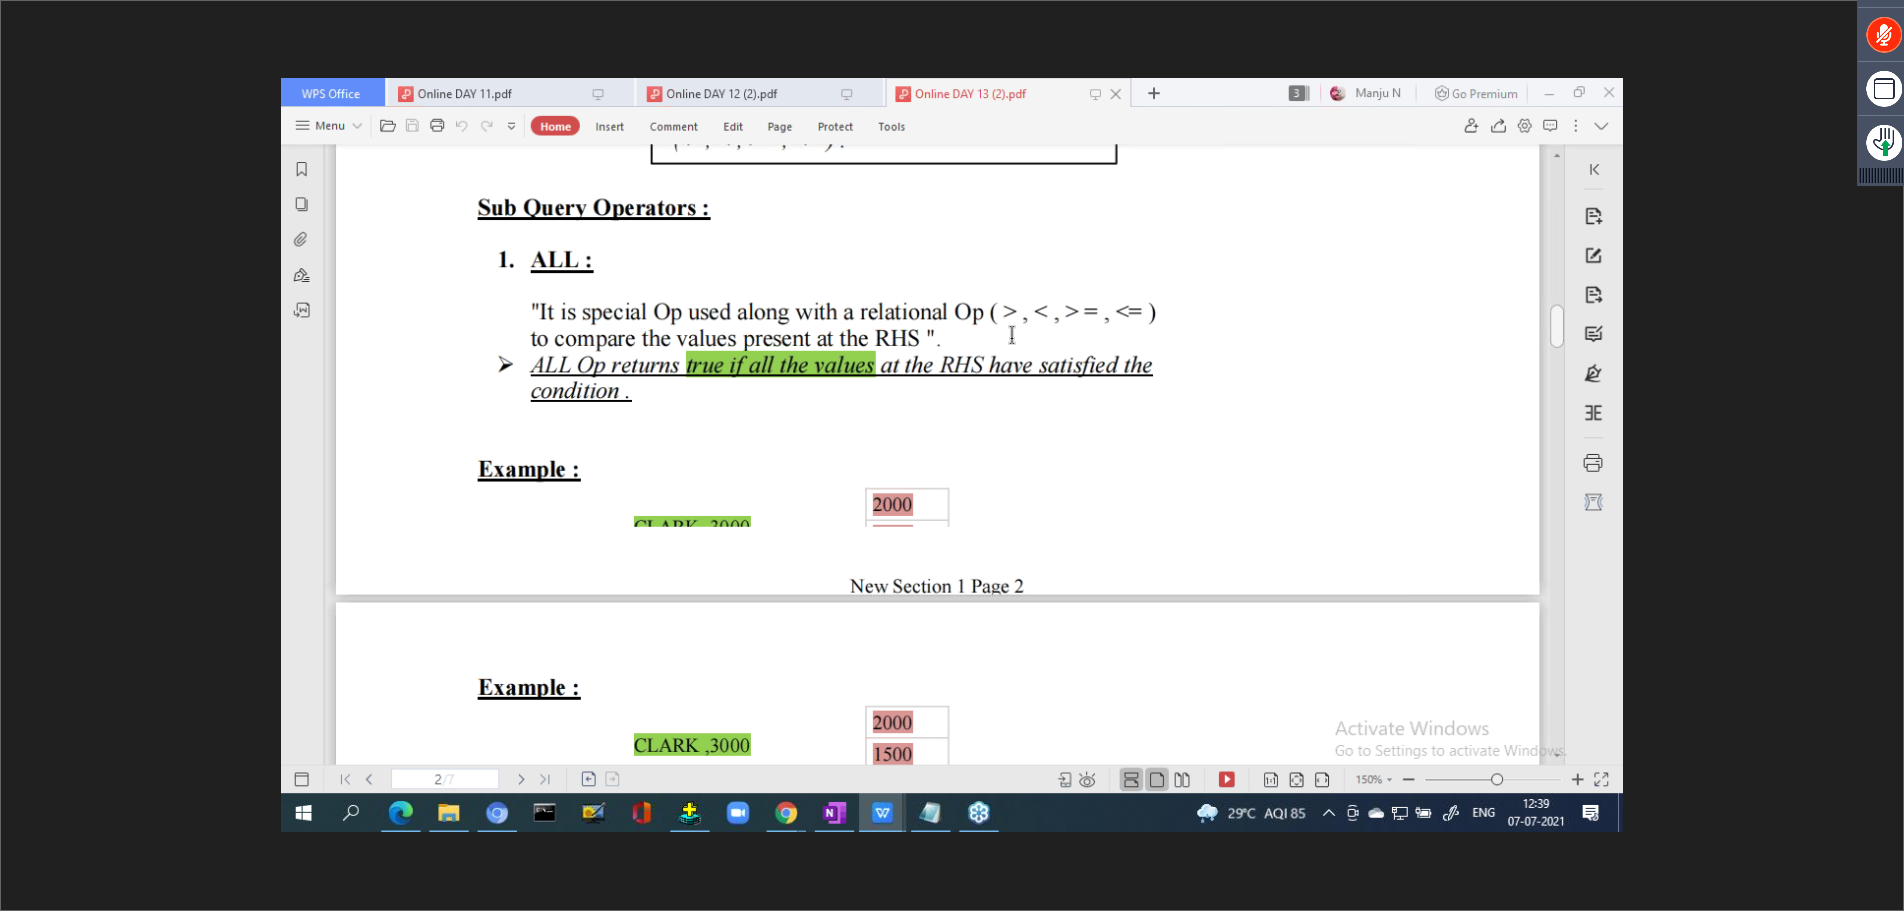 WPS Office
Online DAY 11.pdf
Online DAY 12 (2).pdf
Online DAY 13 (2).pdf
3
Manju N
Go Premium
Menu
Home
Insert
Comment
Edit
Page
Protect
Tools
Sub Query Operators :
1. ALL :
"It is special Op used along with a relational Op ( > , < , > = , <= )
to compare the values present at the RHS ".
➤ ALL Op returns true if all the values at the RHS have satisfied the
condition .
Example :
2000
CLARK ,3000
New Section 1 Page 2
Example :
2000
CLARK ,3000
1500
Activate Windows
Go to Settings to activate Windows.
2/7
150%
29°C AQI 85
ENG
12:39
07-07-2021